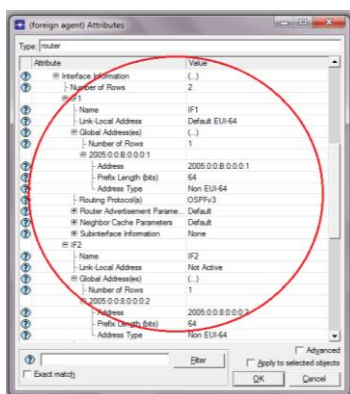 (foreign agent) Attributes
Type: router
Attribute Value
Interface Information (...)
Number of Rows 2
IF1
Name IF1
Link-Local Address Default EUI-64
Global Address(es) (...)
Number of Rows 1
2005:0:0:B:0:0:0:1
Address 2005:0:0:B:0:0:0:1
Prefix Length (bits) 64
Address Type Non EUI-64
Routing Protocol(s) OSPFv3
Router Advertisement Parame... Default
Neighbor Cache Parameters Default
Subinterface Information None
IF2
Name IF2
Link-Local Address Not Active
Global Address(es) (...)
Number of Rows 1
2005:0:0:8:0:0:0:2
Address 2005:0:0:8:0:0:0:2
Prefix Length (bits) 64
Address Type Non EUI-64
Advanced
Filter
Apply to selected objects
Exact match
OK Cancel